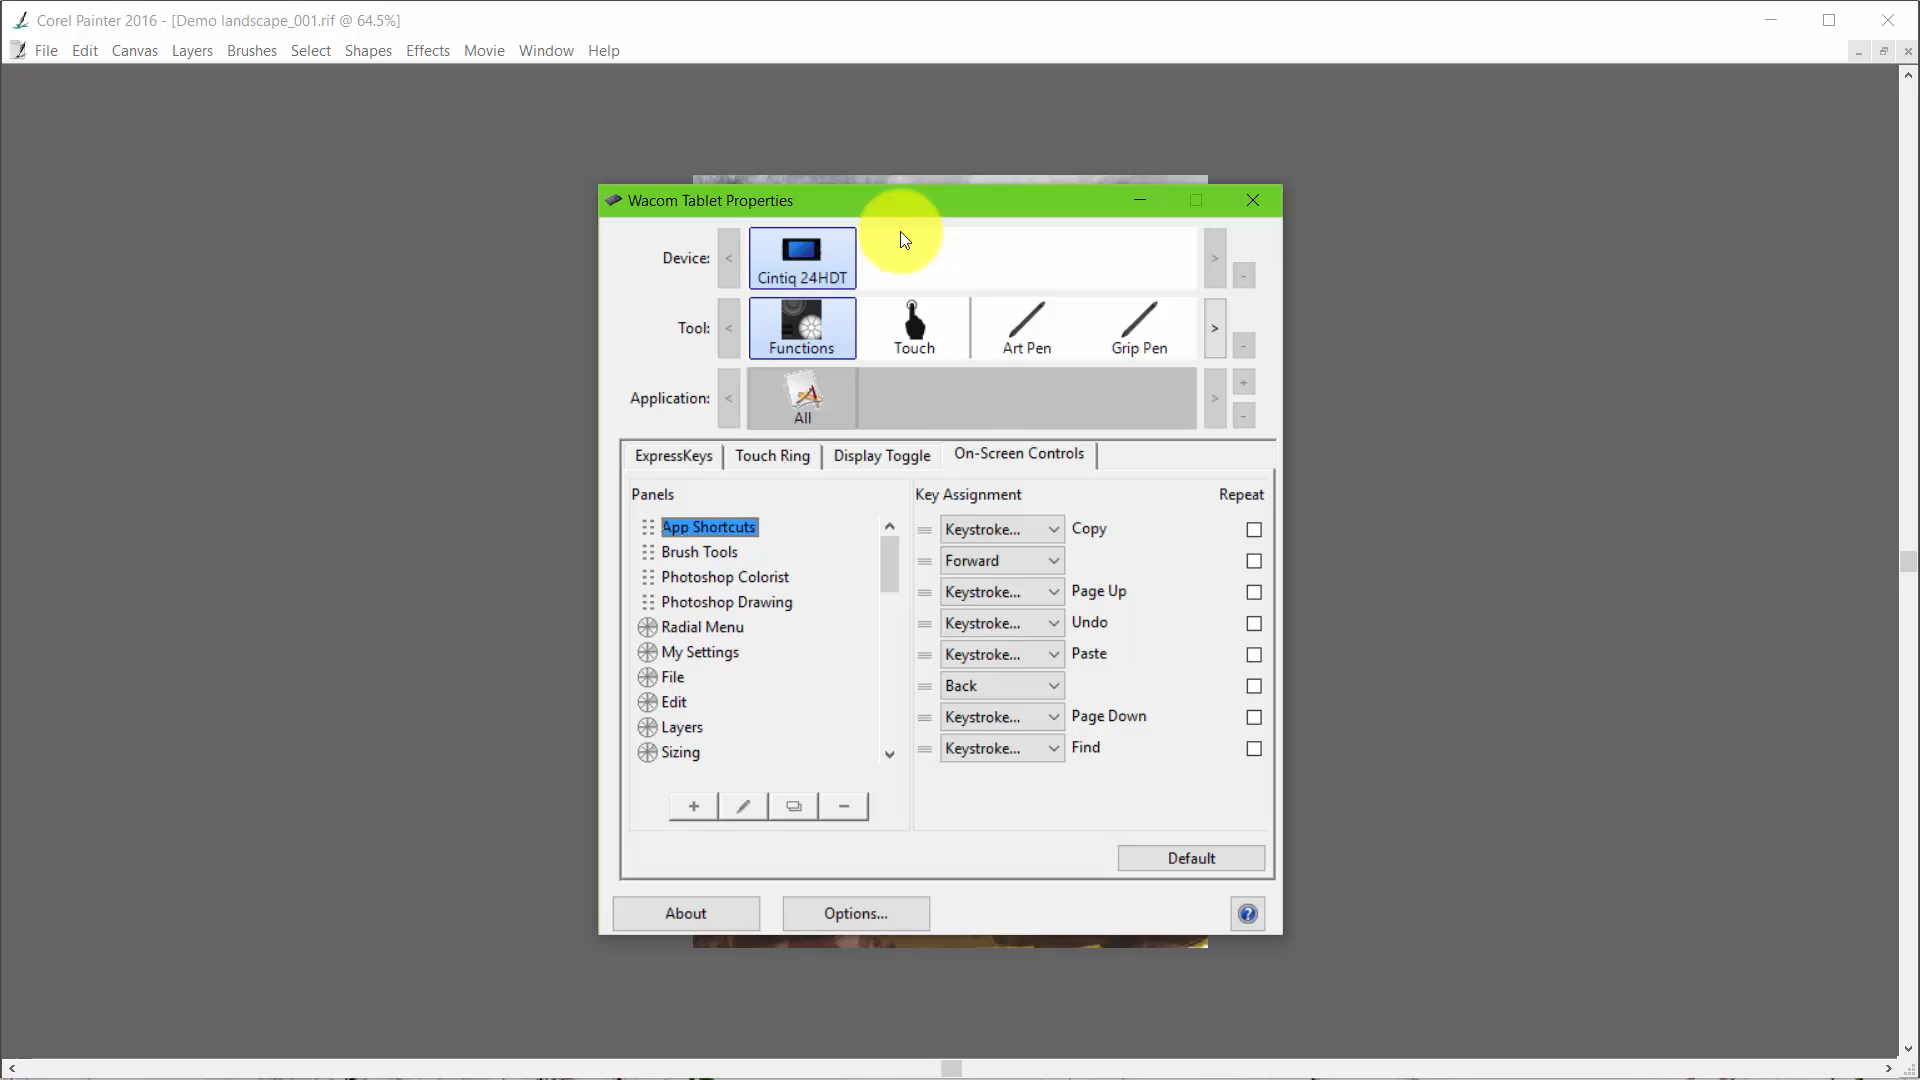 Corel Painter 2016 - [Demo landscape_001.rif @ 64.5%]
File Edit Canvas Layers Brushes Select Shapes Effects Movie Window Help
Wacom Tablet Properties
Device: < Cintiq 24HDT > -
Tool: < Functions Touch Art Pen Grip Pen > -
Application: < All > + -
ExpressKeys Touch Ring Display Toggle On-Screen Controls
Panels Key Assignment Repeat
App Shortcuts Keystroke... Copy
Brush Tools Forward
Photoshop Colorist Keystroke... Page Up
Photoshop Drawing Keystroke... Undo
Radial Menu Keystroke... Paste
My Settings Back
File Keystroke... Page Down
Edit Keystroke... Find
Layers
Sizing
Default
About Options... ?